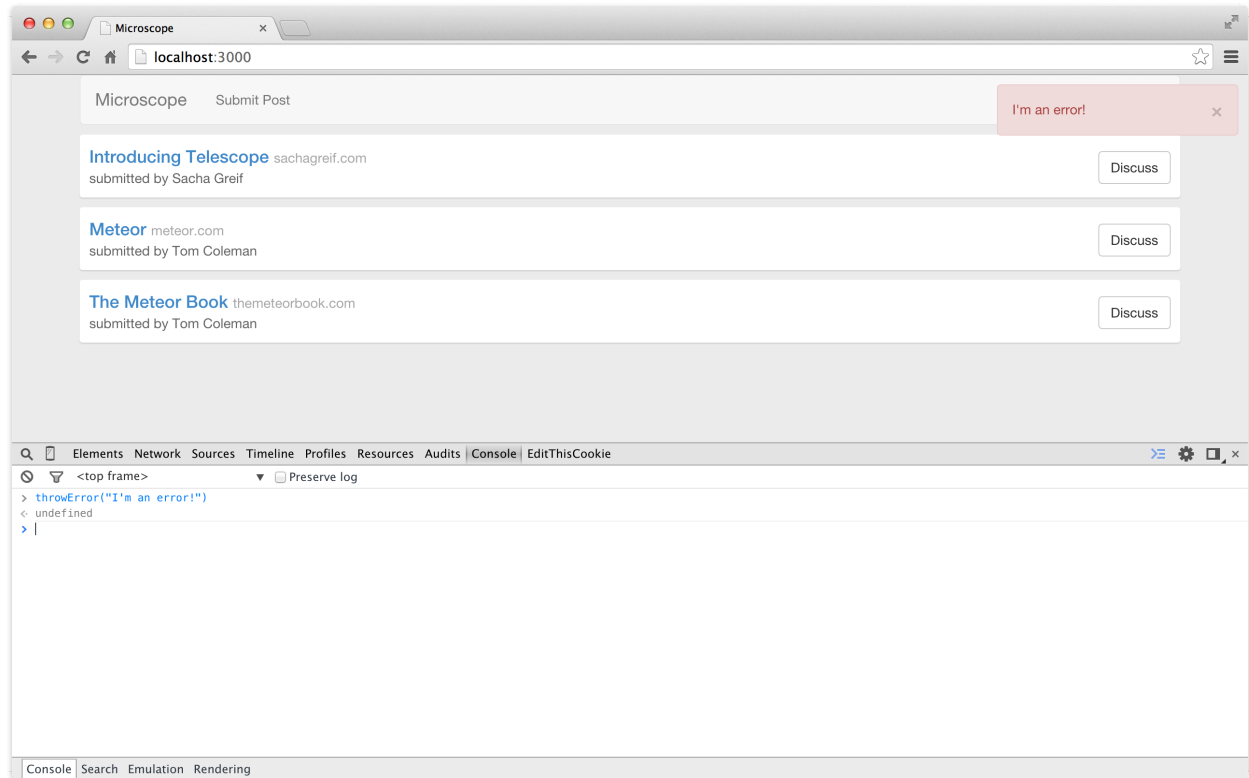 Microscope ×
localhost:3000
Microscope Submit Post
I'm an error! ×
Introducing Telescope sachagreif.com
submitted by Sacha Greif
Discuss
Meteor meteor.com
submitted by Tom Coleman
Discuss
The Meteor Book themeteorbook.com
submitted by Tom Coleman
Discuss
Elements Network Sources Timeline Profiles Resources Audits Console EditThisCookie
<top frame> ▼ Preserve log
> throwError("I'm an error!")
undefined
>
Console Search Emulation Rendering